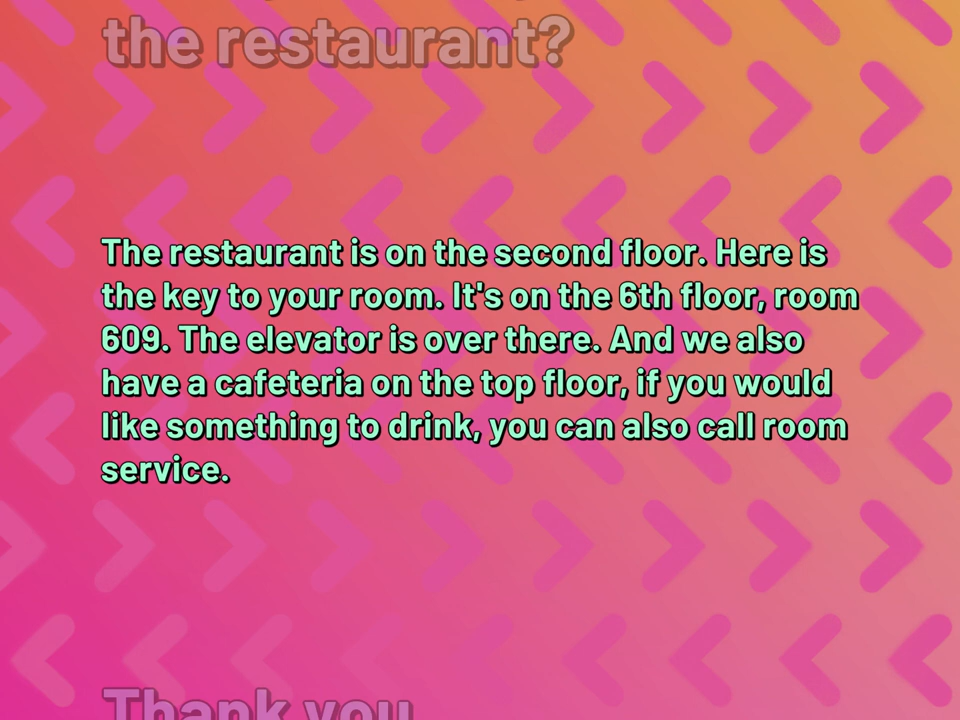 the restaurant?
The restaurant is on the second floor. Here is
the key to your room. It's on the 6th floor, room
609. The elevator is over there. And we also
have a cafeteria on the top floor, if you would
like something to drink, you can also call room
service.
Thank you